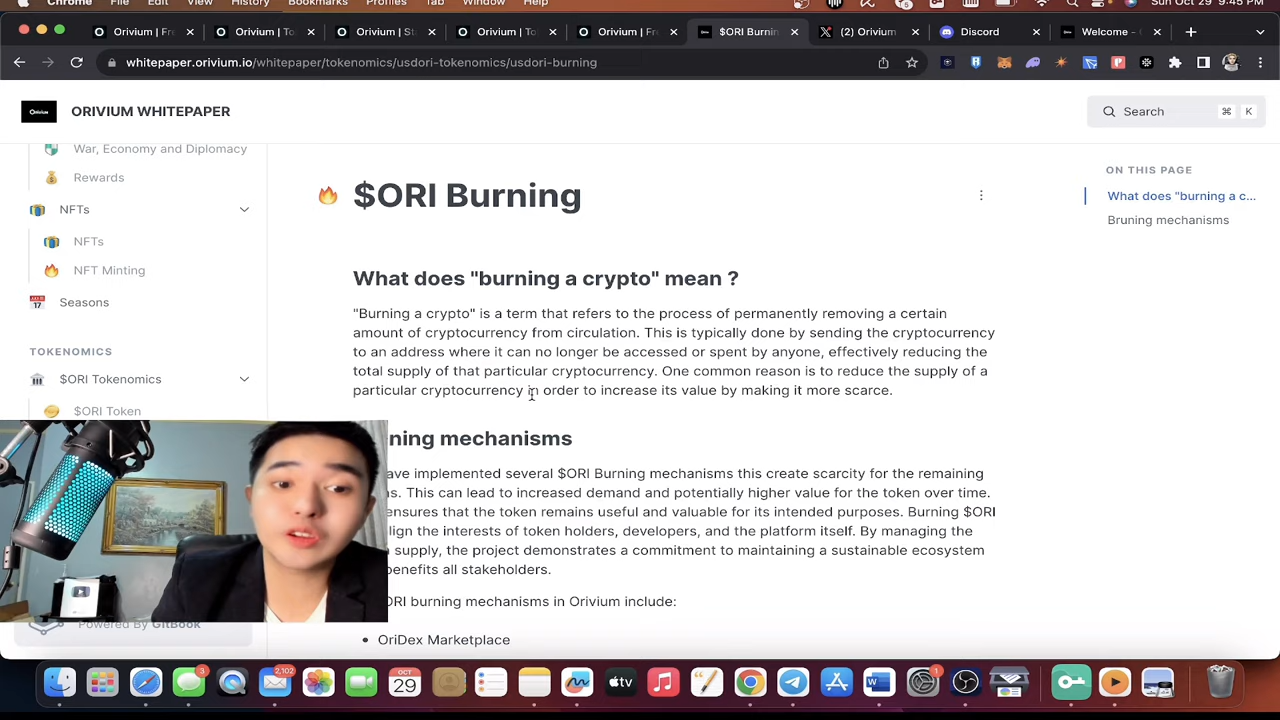 Chrome File Edit View History Bookmarks Profiles Tab Window Help
Sun Oct 29 9:45 PM
Orivium | Fre
Orivium | To
Orivium | St
Orivium | To
Orivium | Fre
$ORI Burnin
(2) Orivium
Discord
Welcome -
whitepaper.orivium.io/whitepaper/tokenomics/usdori-tokenomics/usdori-burning
Orivium
ORIVIUM WHITEPAPER
Search
⌘ K
War, Economy and Diplomacy
Rewards
NFTs
NFTs
NFT Minting
Seasons
TOKENOMICS
$ORI Tokenomics
$ORI Token
Powered By GitBook
$ORI Burning
What does "burning a crypto" mean ?
"Burning a crypto" is a term that refers to the process of permanently removing a certain
amount of cryptocurrency from circulation. This is typically done by sending the cryptocurrency
to an address where it can no longer be accessed or spent by anyone, effectively reducing the
total supply of that particular cryptocurrency. One common reason is to reduce the supply of a
particular cryptocurrency in order to increase its value by making it more scarce.
ning mechanisms
ave implemented several $ORI Burning mechanisms this create scarcity for the remaining
s. This can lead to increased demand and potentially higher value for the token over time.
ensures that the token remains useful and valuable for its intended purposes. Burning $ORI
lign the interests of token holders, developers, and the platform itself. By managing the
supply, the project demonstrates a commitment to maintaining a sustainable ecosystem
benefits all stakeholders.
ORI burning mechanisms in Orivium include:
• OriDex Marketplace
ON THIS PAGE
What does "burning a c...
Bruning mechanisms
3
2,102
OCT
29
tv
1